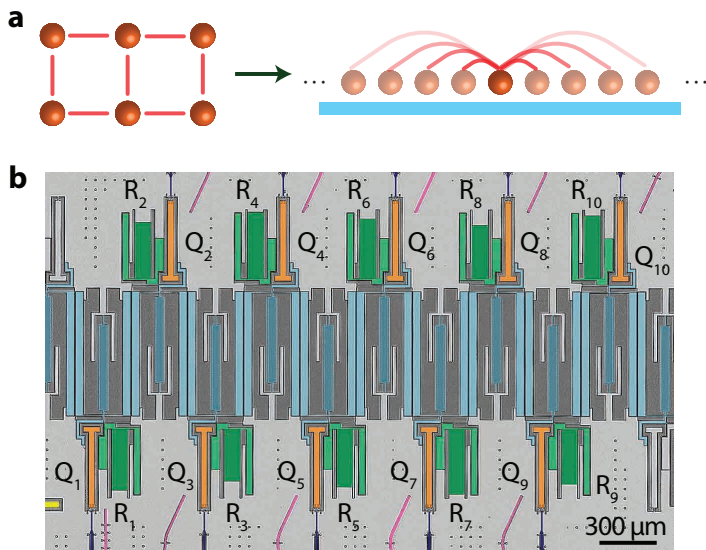 a
... ...
b
R2 R4 R6 R8 R10
Q2 Q4 Q6 Q8 Q10
Q1 Q3 Q5 Q7 Q9
R1 R3 R5 R7 R9
300 μm